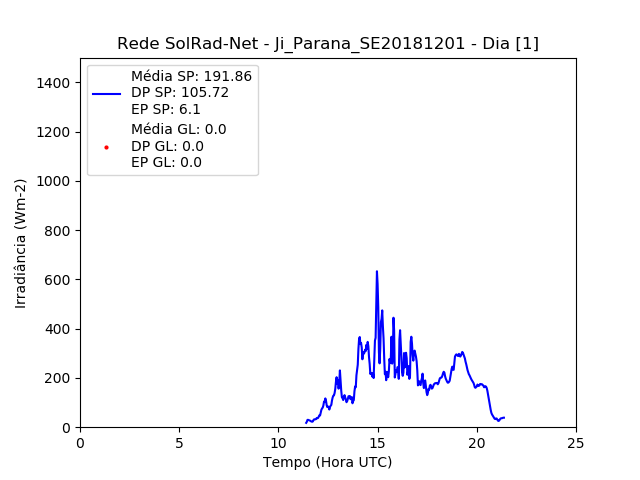 Rede SolRad-Net - Ji_Parana_SE20181201 - Dia [1]
Média SP: 191.86
DP SP: 105.72
EP SP: 6.1
Média GL: 0.0
DP GL: 0.0
EP GL: 0.0
Irradiância (Wm-2)
1400
1200
1000
800
600
400
200
0
0 5 10 15 20 25
Tempo (Hora UTC)